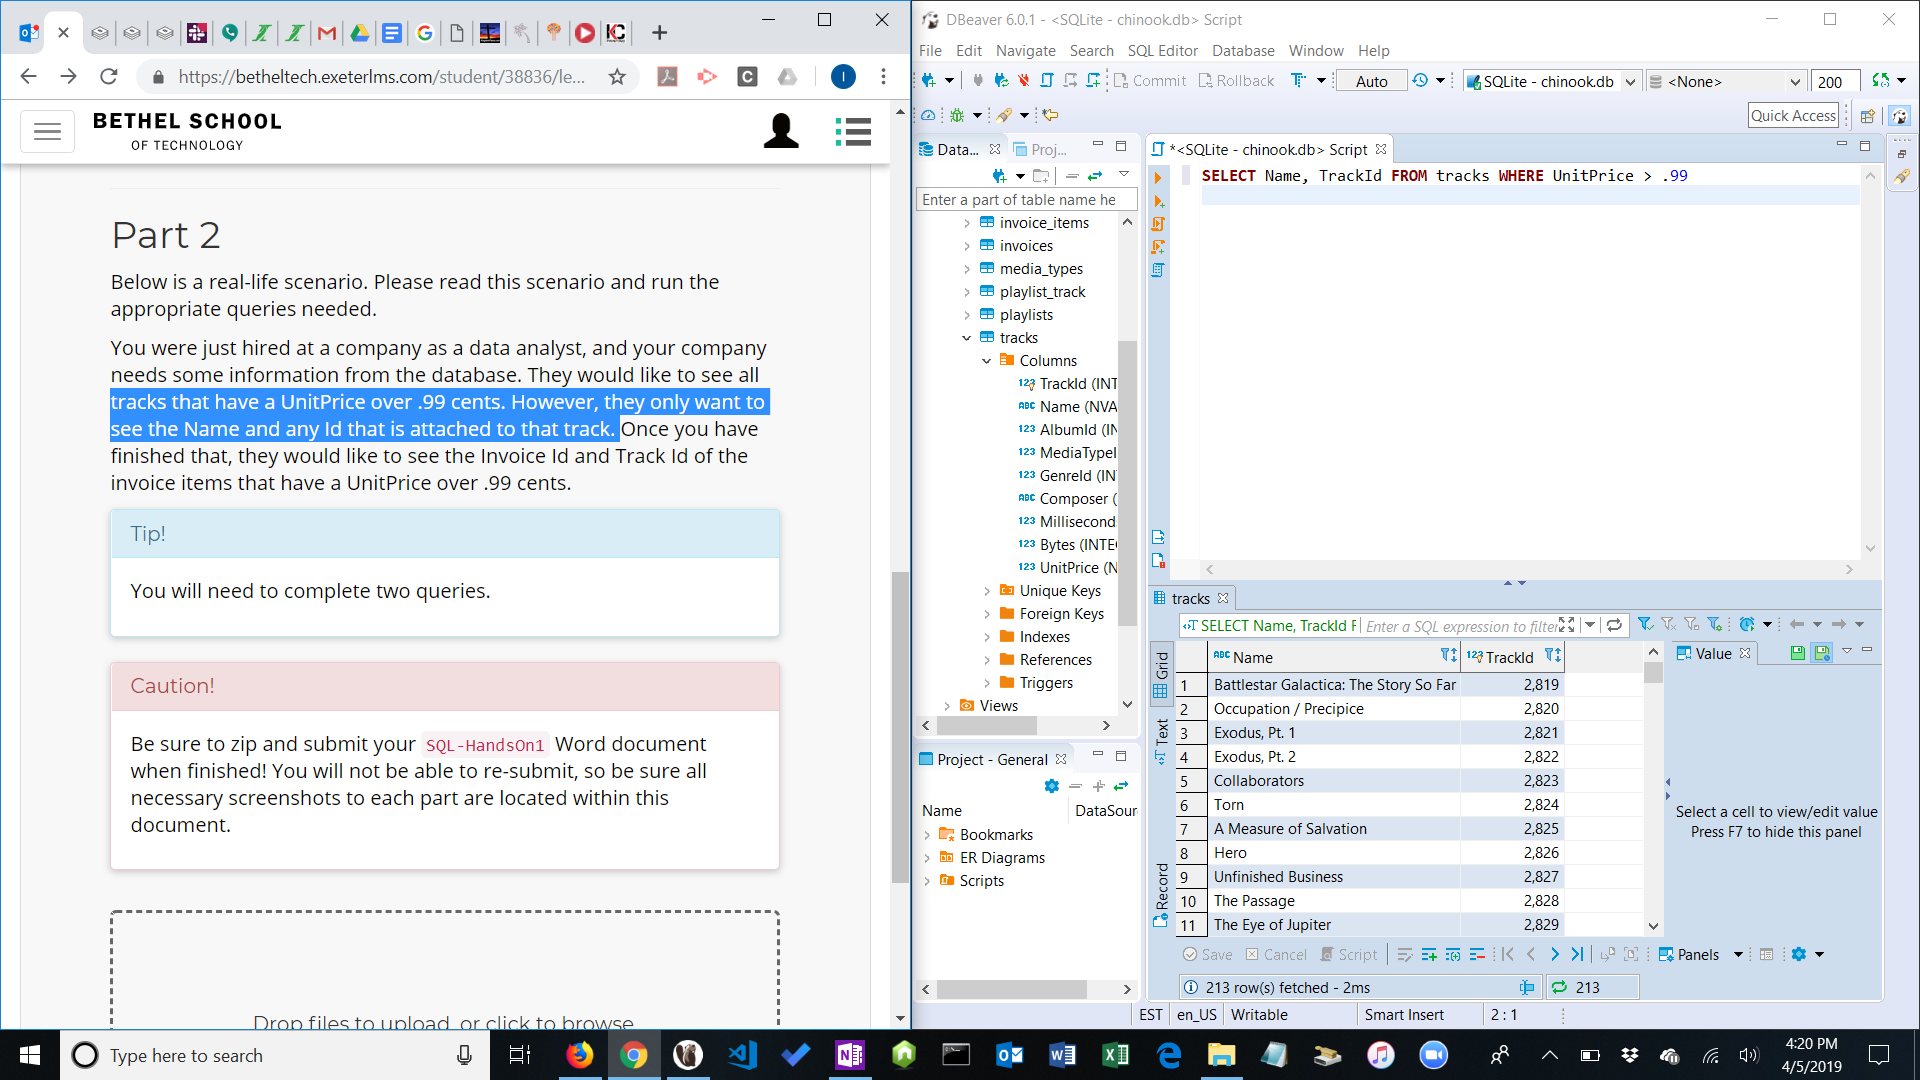 https://betheltech.exeterlms.com/student/38836/le...
BETHEL SCHOOL
OF TECHNOLOGY
Part 2
Below is a real-life scenario. Please read this scenario and run the
appropriate queries needed.
You were just hired at a company as a data analyst, and your company
needs some information from the database. They would like to see all
tracks that have a UnitPrice over .99 cents. However, they only want to
see the Name and any Id that is attached to that track. Once you have
finished that, they would like to see the Invoice Id and Track Id of the
invoice items that have a UnitPrice over .99 cents.
Tip!
You will need to complete two queries.
Caution!
Be sure to zip and submit your SQL-HandsOn1 Word document
when finished! You will not be able to re-submit, so be sure all
necessary screenshots to each part are located within this
document.
Drop files to upload, or click to browse
DBeaver 6.0.1 - <SQLite - chinook.db> Script
File Edit Navigate Search SQL Editor Database Window Help
Commit Rollback Auto SQLite - chinook.db <None> 200
Quick Access
Data... Proj...
Enter a part of table name he
invoice_items
invoices
media_types
playlist_track
playlists
tracks
Columns
123 TrackId (INT
ABC Name (NVA
123 AlbumId (IN
123 MediaTypeI
123 GenreId (IN
ABC Composer (
123 Millisecond
123 Bytes (INTE
123 UnitPrice (N
Unique Keys
Foreign Keys
Indexes
References
Triggers
Views
Project - General
Name DataSour
Bookmarks
ER Diagrams
Scripts
*<SQLite - chinook.db> Script
SELECT Name, TrackId FROM tracks WHERE UnitPrice > .99
tracks
SELECT Name, TrackId F Enter a SQL expression to filter
Grid
Text
Record
ABC Name 123 TrackId
1 Battlestar Galactica: The Story So Far 2,819
2 Occupation / Precipice 2,820
3 Exodus, Pt. 1 2,821
4 Exodus, Pt. 2 2,822
5 Collaborators 2,823
6 Torn 2,824
7 A Measure of Salvation 2,825
8 Hero 2,826
9 Unfinished Business 2,827
10 The Passage 2,828
11 The Eye of Jupiter 2,829
Value
Select a cell to view/edit value
Press F7 to hide this panel
Save Cancel Script Panels
213 row(s) fetched - 2ms 213
EST en_US Writable Smart Insert 2 : 1
Type here to search
4:20 PM
4/5/2019